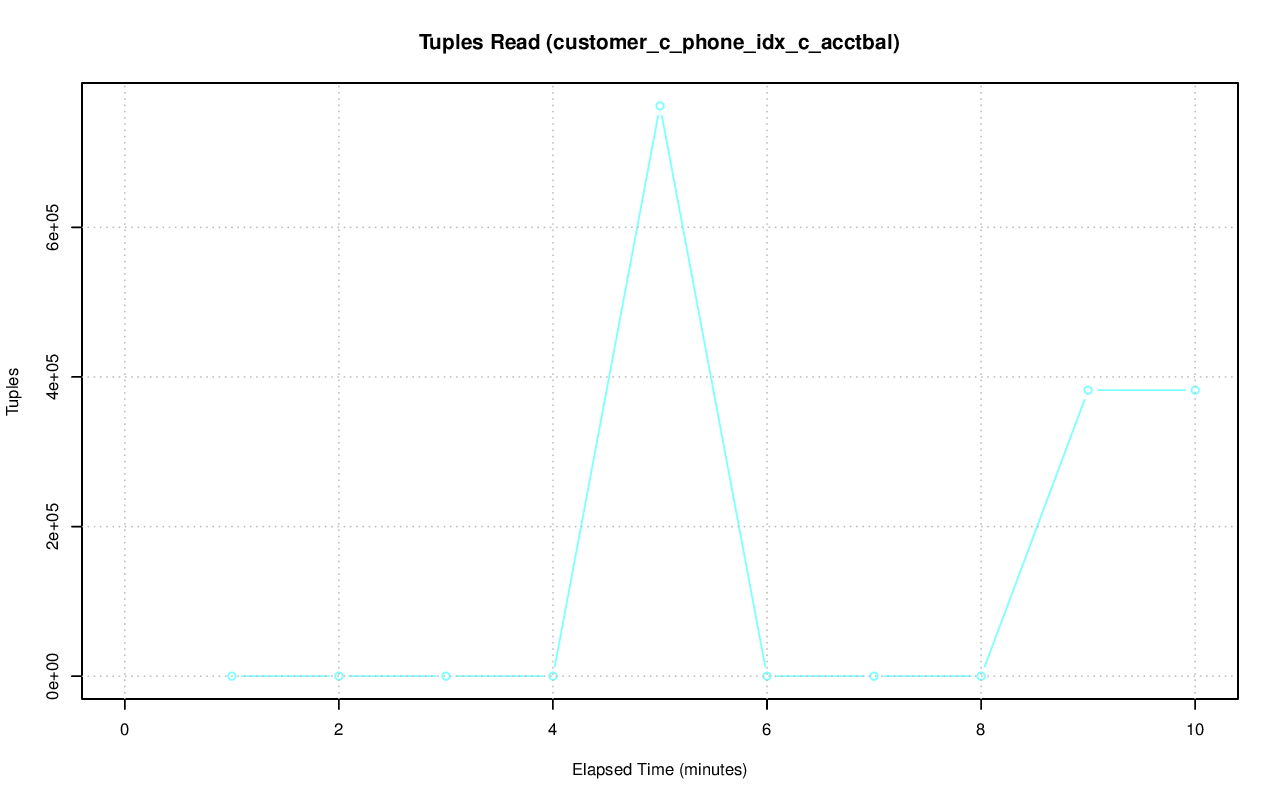 Tuples Read (customer_c_phone_idx_c_acctbal)
Tuples
6e+05
4e+05
2e+05
0e+00
0 2 4 6 8 10
Elapsed Time (minutes)